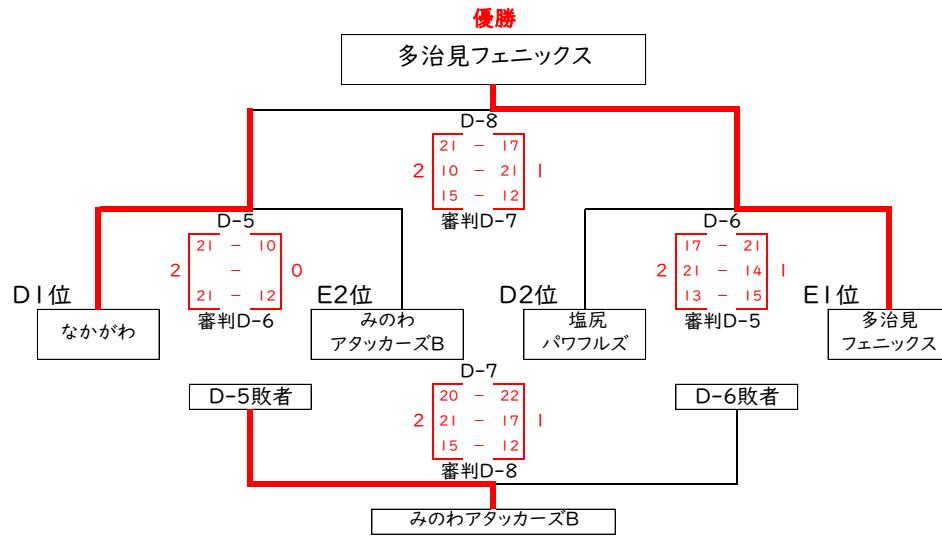 優勝
多治見フェニックス
D-8
21 - 17
2 10 - 21 1
15 - 12
審判D-7
D-5
21 - 10
2 - 0
21 - 12
審判D-6
D-6
17 - 21
2 21 - 14 1
13 - 15
審判D-5
D1位
E2位
D2位
E1位
なかがわ
みのわ
アタッカーズB
塩尻
パワフルズ
多治見
フェニックス
D-7
D-5敗者
D-6敗者
20 - 22
2 21 - 17 1
15 - 12
審判D-8
みのわアタッカーズB